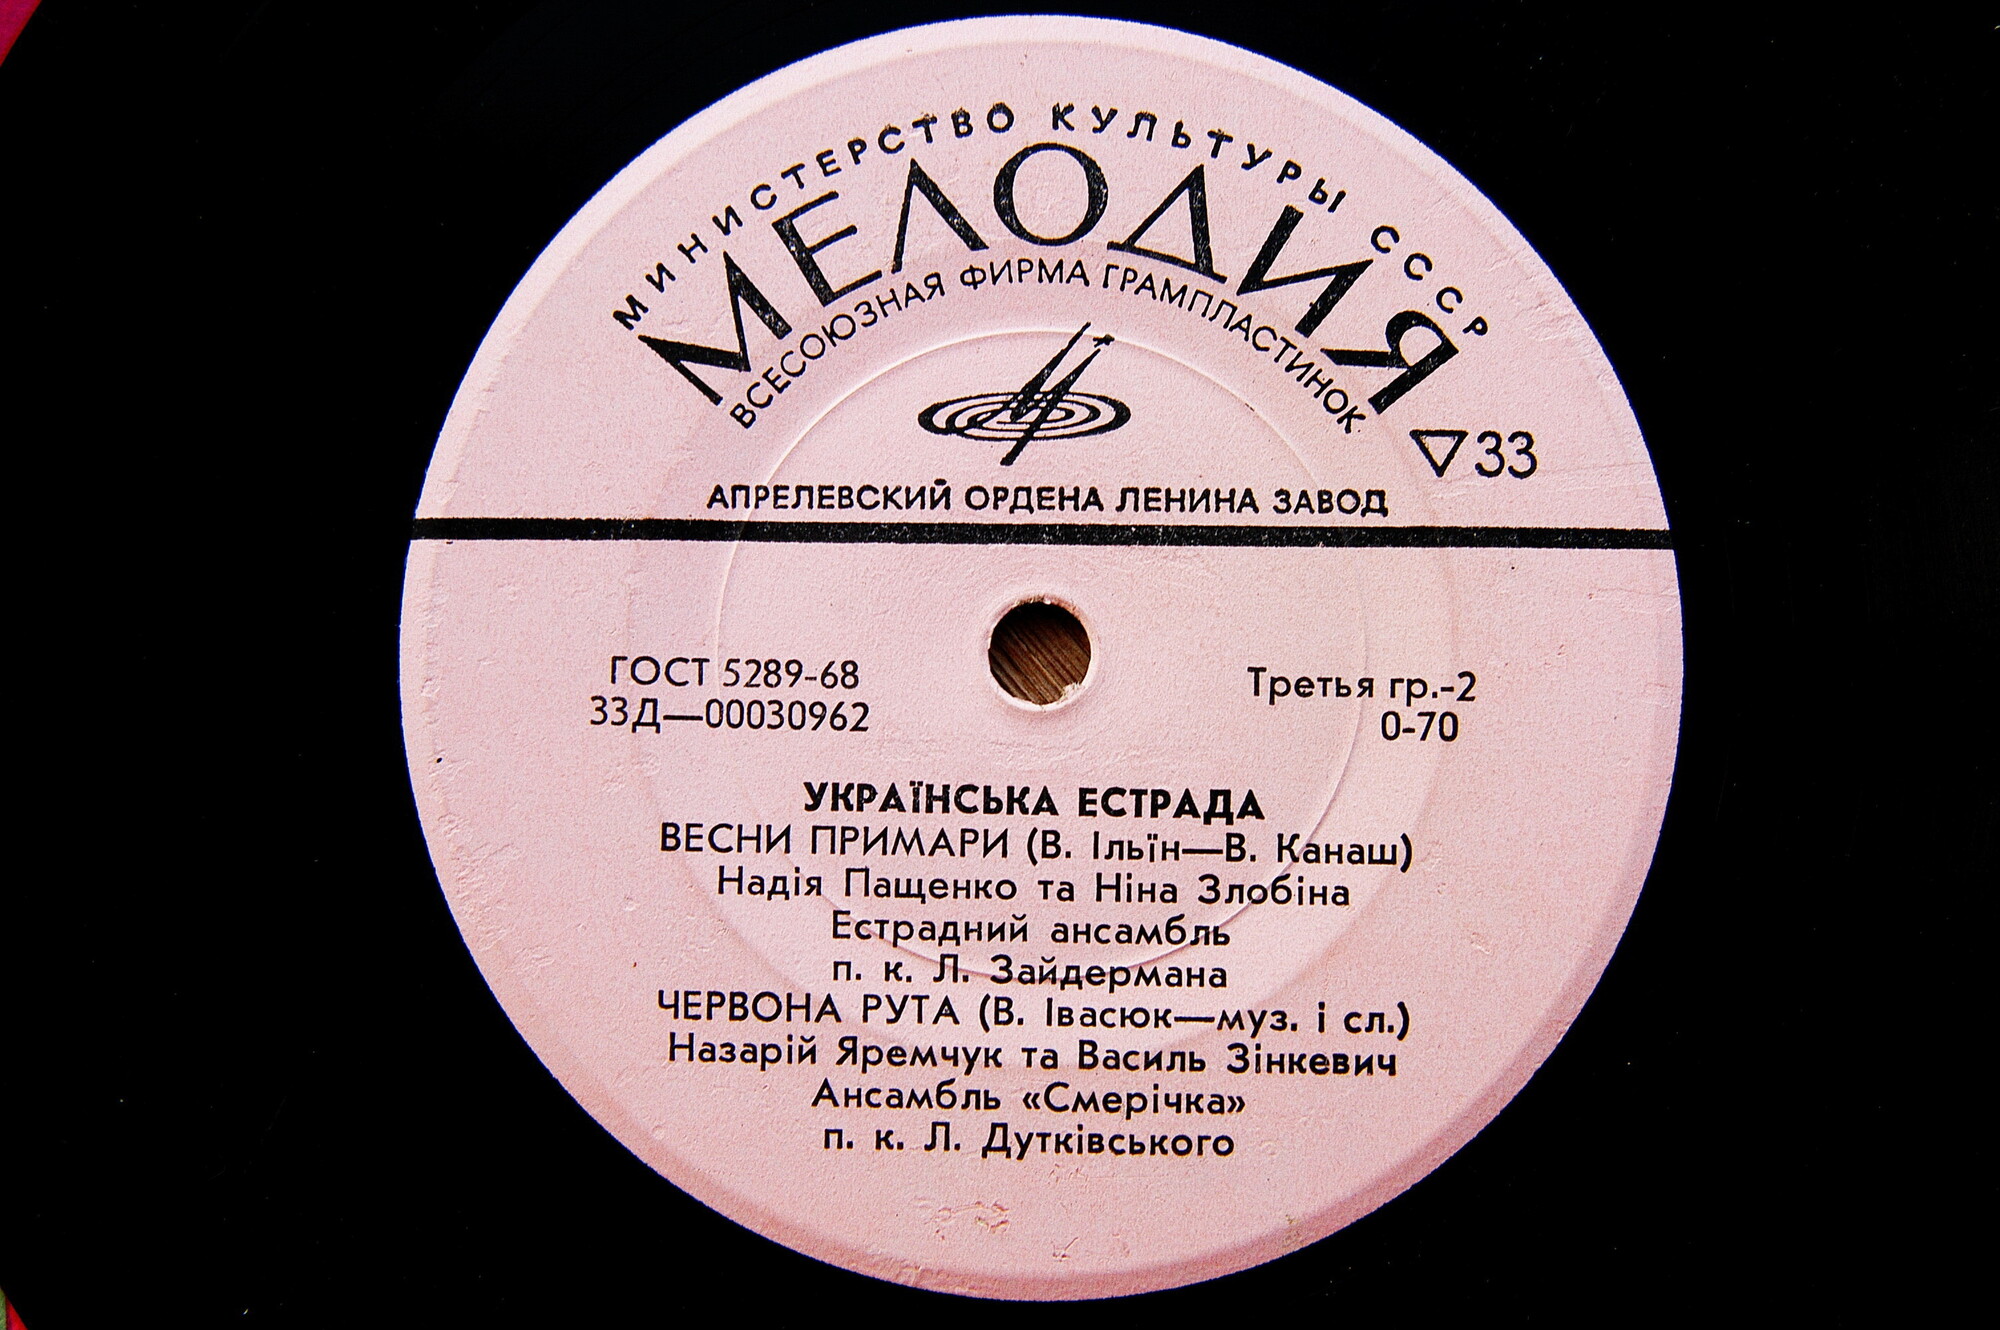 МИНИСТЕРСТВО КУЛЬТУРЫ СССР
МЕЛОДИЯ
ВСЕСОЮЗНАЯ ФИРМА ГРАМПЛАСТИНОК
▽33
АПРЕЛЕВСКИЙ ОРДЕНА ЛЕНИНА ЗАВОД
ГОСТ 5289-68
33Д—00030962
Третья гр.-2
0-70
УКРАЇНСЬКА ЕСТРАДА
ВЕСНИ ПРИМАРИ (В. Ільїн—В. Канаш)
Надія Пащенко та Ніна Злобіна
Естрадний ансамбль
п. к. Л. Зайдермана
ЧЕРВОНА РУТА (В. Івасюк—муз. і сл.)
Назарій Яремчук та Василь Зінкевич
Ансамбль «Смерічка»
п. к. Л. Дутківського